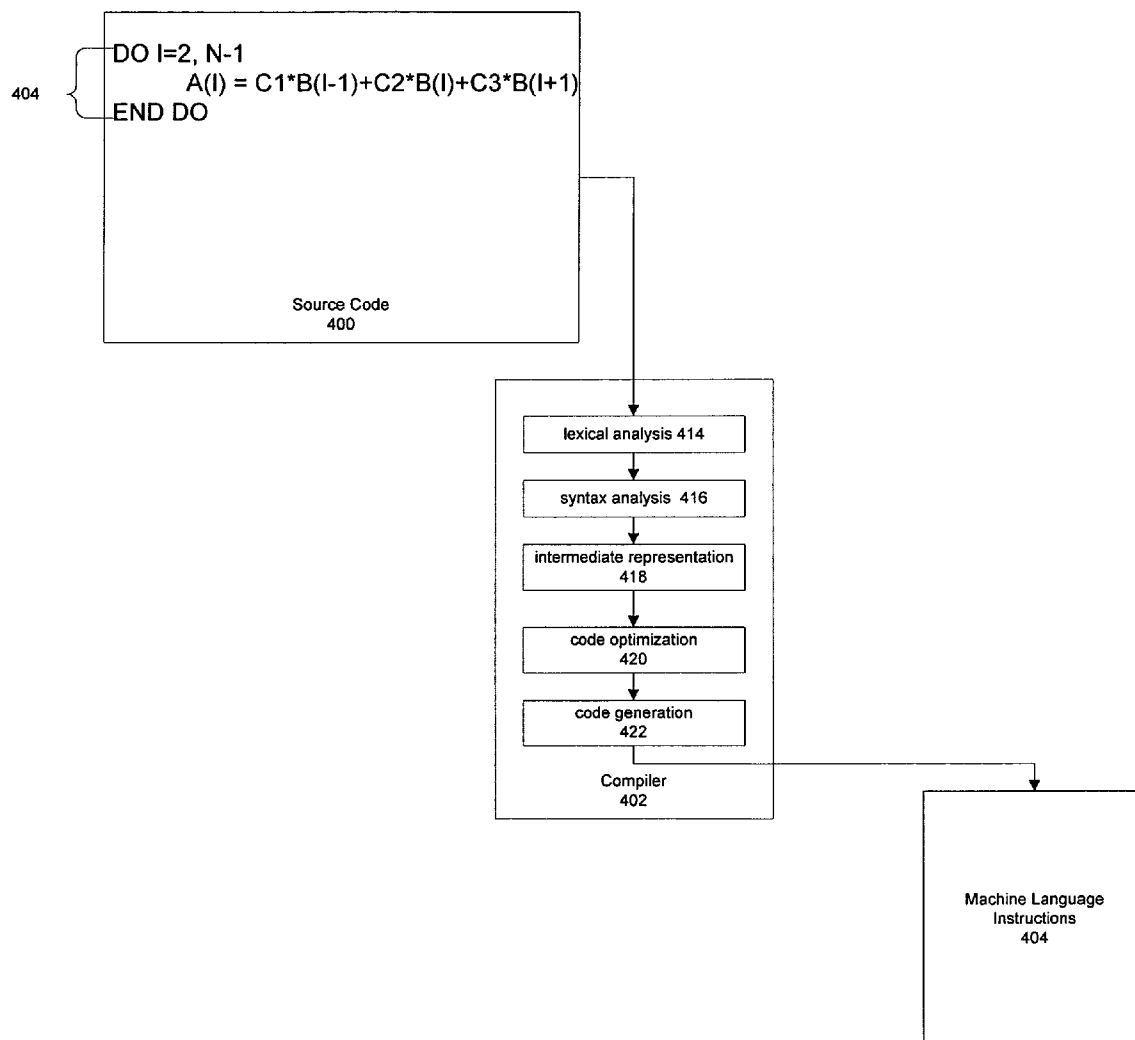 DO I=2, N-1
404
A(I) = C1*B(I-1)+C2*B(I)+C3*B(I+1)
END DO
Source Code
400
lexical analysis 414
syntax analysis 416
intermediate representation
418
code optimization
420
code generation
422
Compiler
402
Machine Language
Instructions
404